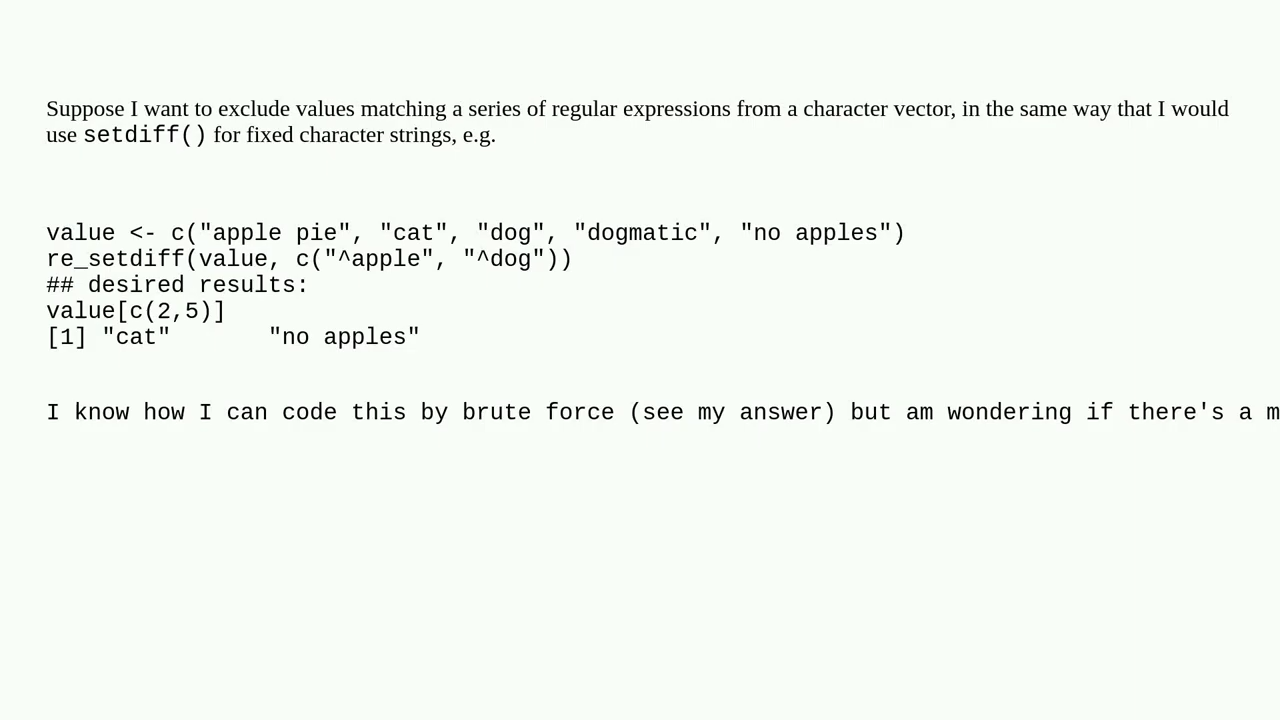 Suppose I want to exclude values matching a series of regular expressions from a character vector, in the same way that I would
use setdiff() for fixed character strings, e.g.
value <- c("apple pie", "cat", "dog", "dogmatic", "no apples")
re_setdiff(value, c("^apple", "^dog"))
## desired results:
value[c(2,5)]
[1] "cat"       "no apples"
I know how I can code this by brute force (see my answer) but am wondering if there's a